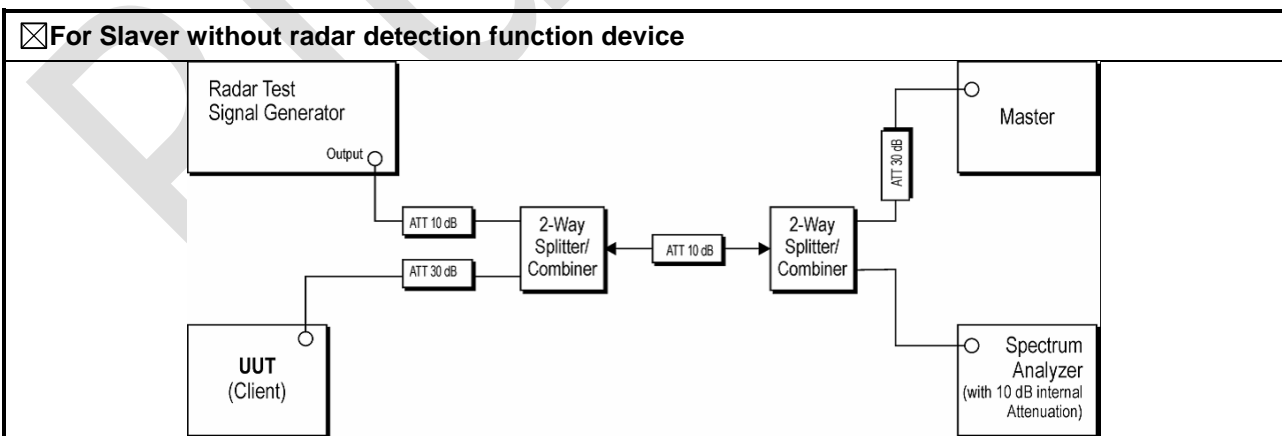 ☒For Slaver without radar detection function device
Radar Test
Signal Generator
Output
Master
ATT 30 dB
ATT 10 dB
2-Way
Splitter/
Combiner
ATT 10 dB
2-Way
Splitter/
Combiner
ATT 30 dB
UUT
(Client)
Spectrum
Analyzer
(with 10 dB internal
Attenuation)